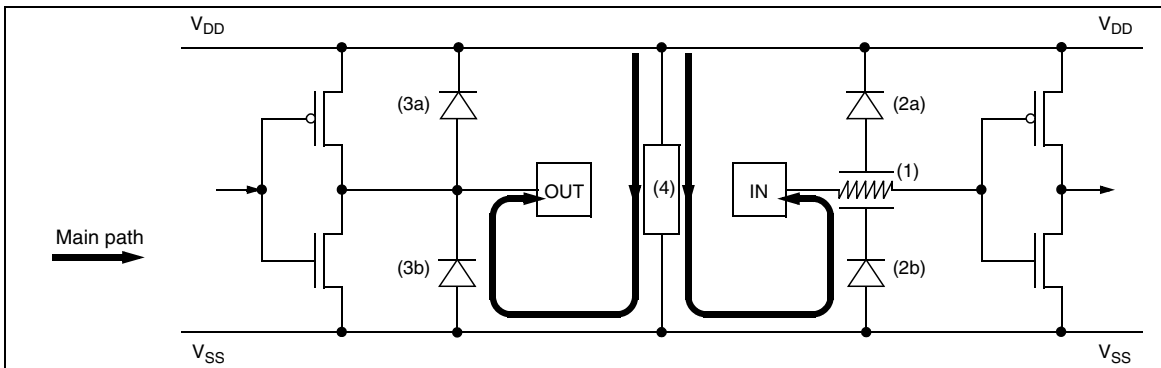 V_DD V_DD
(3a) (2a)
(1)
OUT (4) IN
Main path
(3b) (2b)
V_SS V_SS